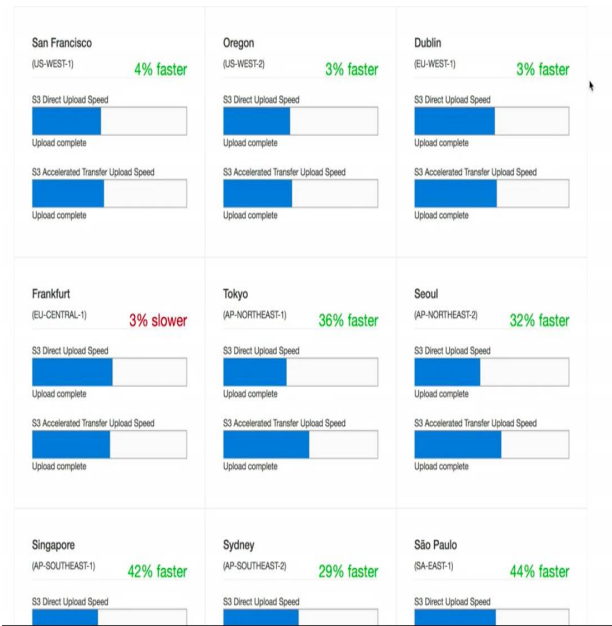 San Francisco
(US-WEST-1)
4% faster
S3 Direct Upload Speed
Upload complete
S3 Accelerated Transfer Upload Speed
Upload complete
Oregon
(US-WEST-2)
3% faster
S3 Direct Upload Speed
Upload complete
S3 Accelerated Transfer Upload Speed
Upload complete
Dublin
(EU-WEST-1)
3% faster
S3 Direct Upload Speed
Upload complete
S3 Accelerated Transfer Upload Speed
Upload complete
Frankfurt
(EU-CENTRAL-1)
3% slower
S3 Direct Upload Speed
Upload complete
S3 Accelerated Transfer Upload Speed
Upload complete
Tokyo
(AP-NORTHEAST-1)
36% faster
S3 Direct Upload Speed
Upload complete
S3 Accelerated Transfer Upload Speed
Upload complete
Seoul
(AP-NORTHEAST-2)
32% faster
S3 Direct Upload Speed
Upload complete
S3 Accelerated Transfer Upload Speed
Upload complete
Singapore
(AP-SOUTHEAST-1)
42% faster
S3 Direct Upload Speed
Sydney
(AP-SOUTHEAST-2)
29% faster
S3 Direct Upload Speed
São Paulo
(SA-EAST-1)
44% faster
S3 Direct Upload Speed